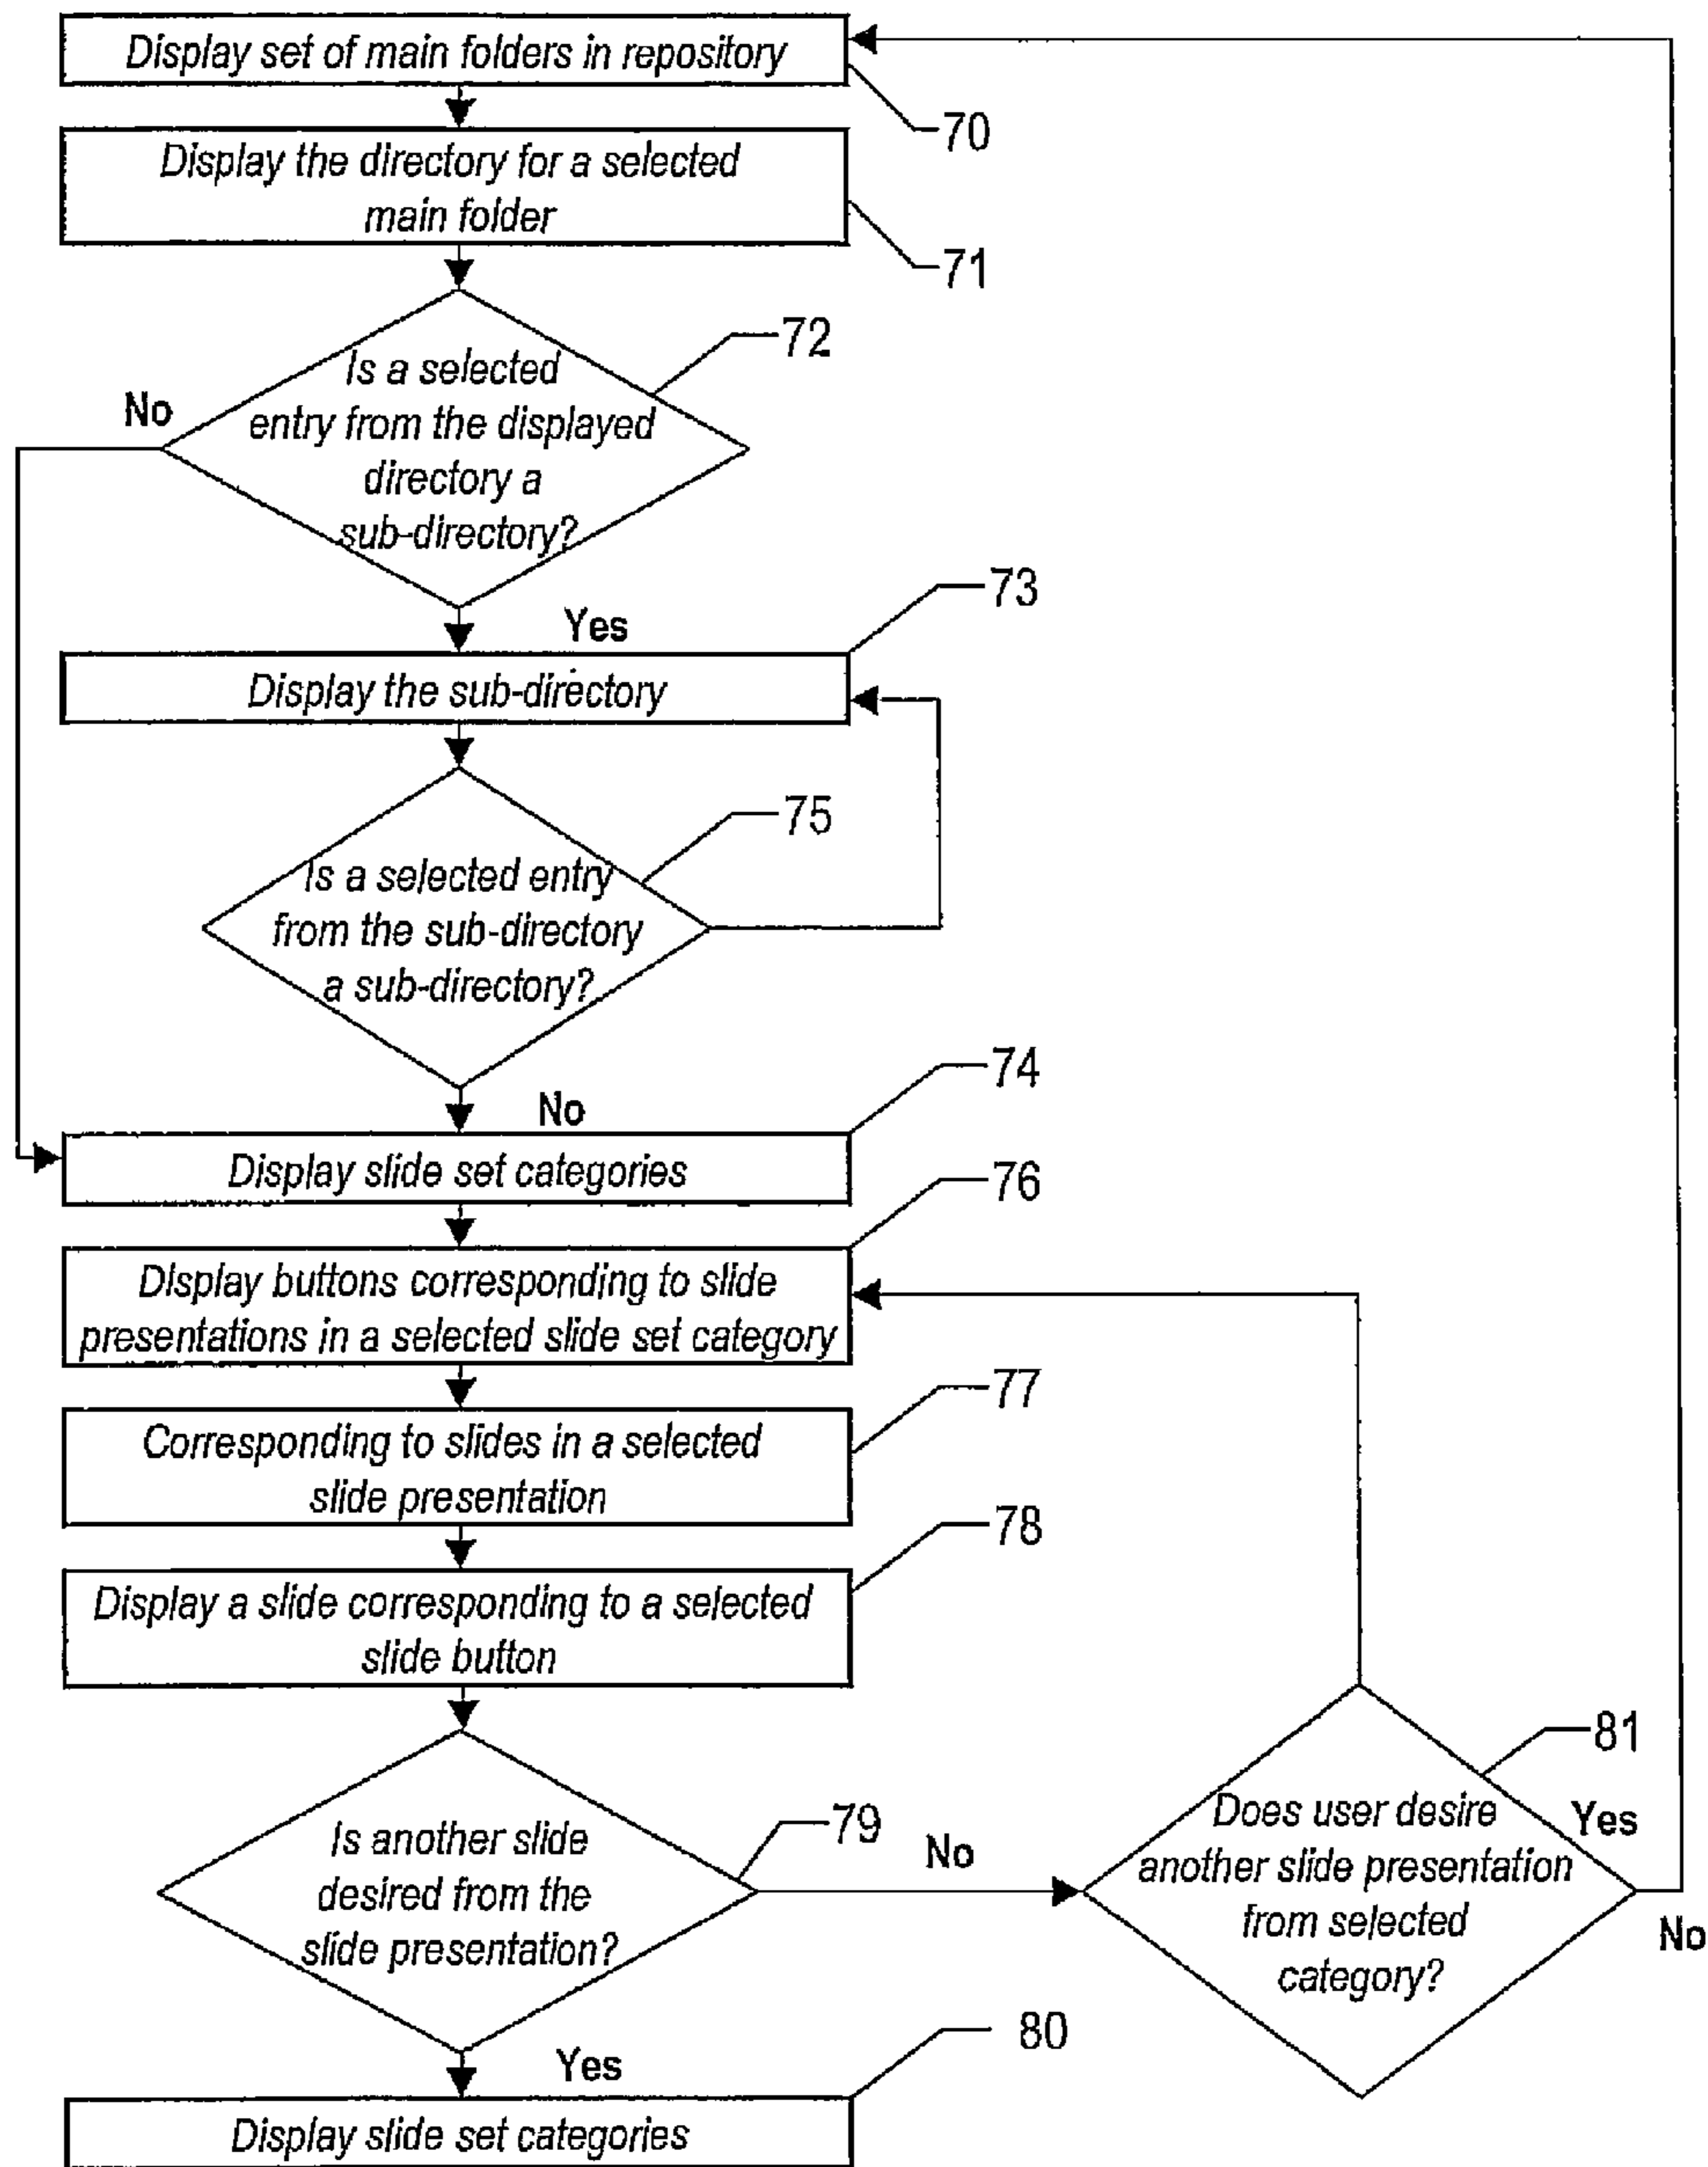 Display set of main folders in repository
70
Display the directory for a selected
main folder
71
72
Is a selected
entry from the displayed
directory a
sub-directory?
No
Yes
73
Display the sub-directory
75
Is a selected entry
from the sub-directory
a sub-directory?
No
74
Display slide set categories
76
Display buttons corresponding to slide
presentations in a selected slide set category
77
Corresponding to slides in a selected
slide presentation
78
Display a slide corresponding to a selected
slide button
79
Is another slide
desired from the
slide presentation?
No
81
Does user desire
another slide presentation
from selected
category?
Yes
No
Yes
80
Display slide set categories